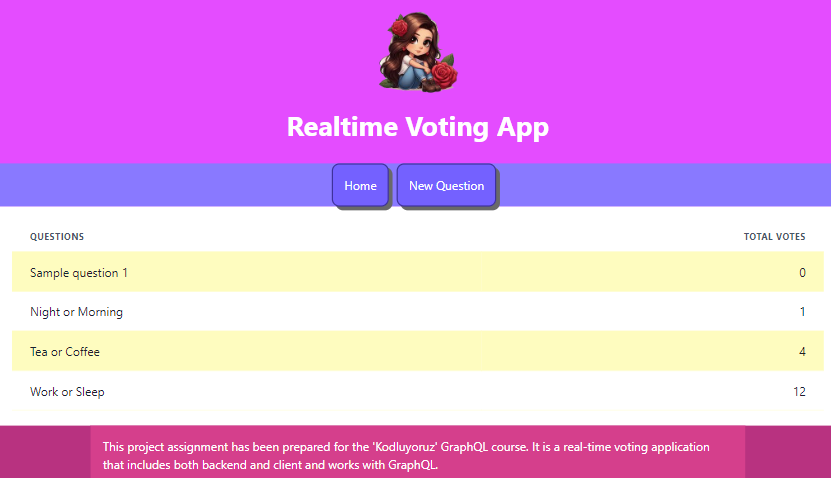 Realtime Voting App
Home New Question
QUESTIONS TOTAL VOTES
Sample question 1 0
Night or Morning 1
Tea or Coffee 4
Work or Sleep 12
This project assignment has been prepared for the 'Kodluyoruz' GraphQL course. It is a real-time voting application
that includes both backend and client and works with GraphQL.